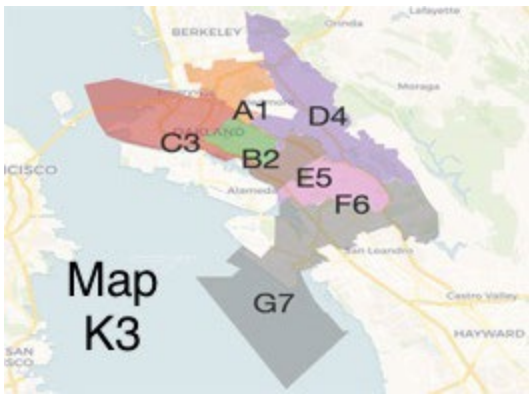 Lafayette
Orinda
BERKELEY
Moraga
A1
D4
OAKLAND
C3
B2
E5
Alameda
F6
San Leandro
CISCO
Map
K3
G7
Castro Valley
HAYWARD
SAN